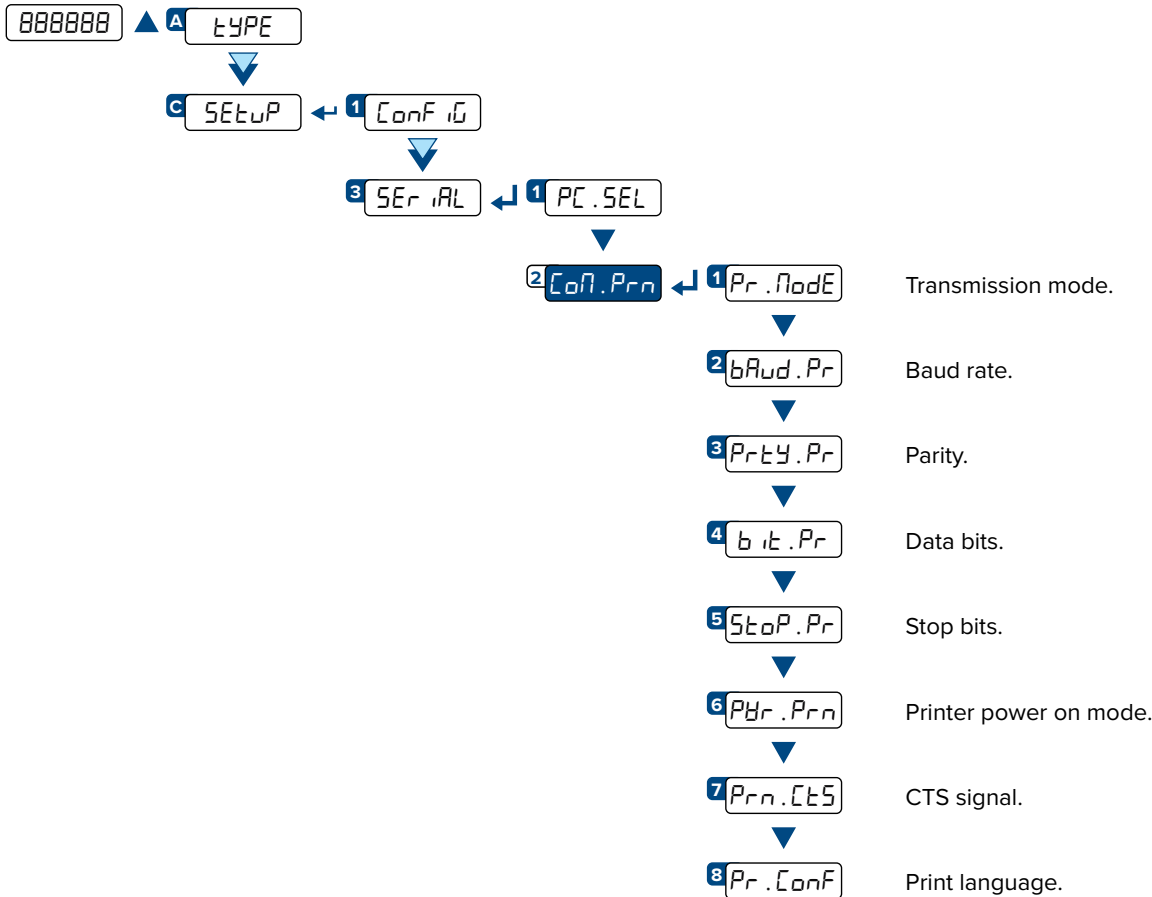 888888 A tYPE
C SEtuP 1 ConFiG
3 SEriAL 1 PC.SEL
2 CoM.Prn 1 Pr.ModE Transmission mode.
2 bAud.Pr Baud rate.
3 PrtY.Pr Parity.
4 bit.Pr Data bits.
5 StoP.Pr Stop bits.
6 PWr.Prn Printer power on mode.
7 Prn.CtS CTS signal.
8 Pr.ConF Print language.